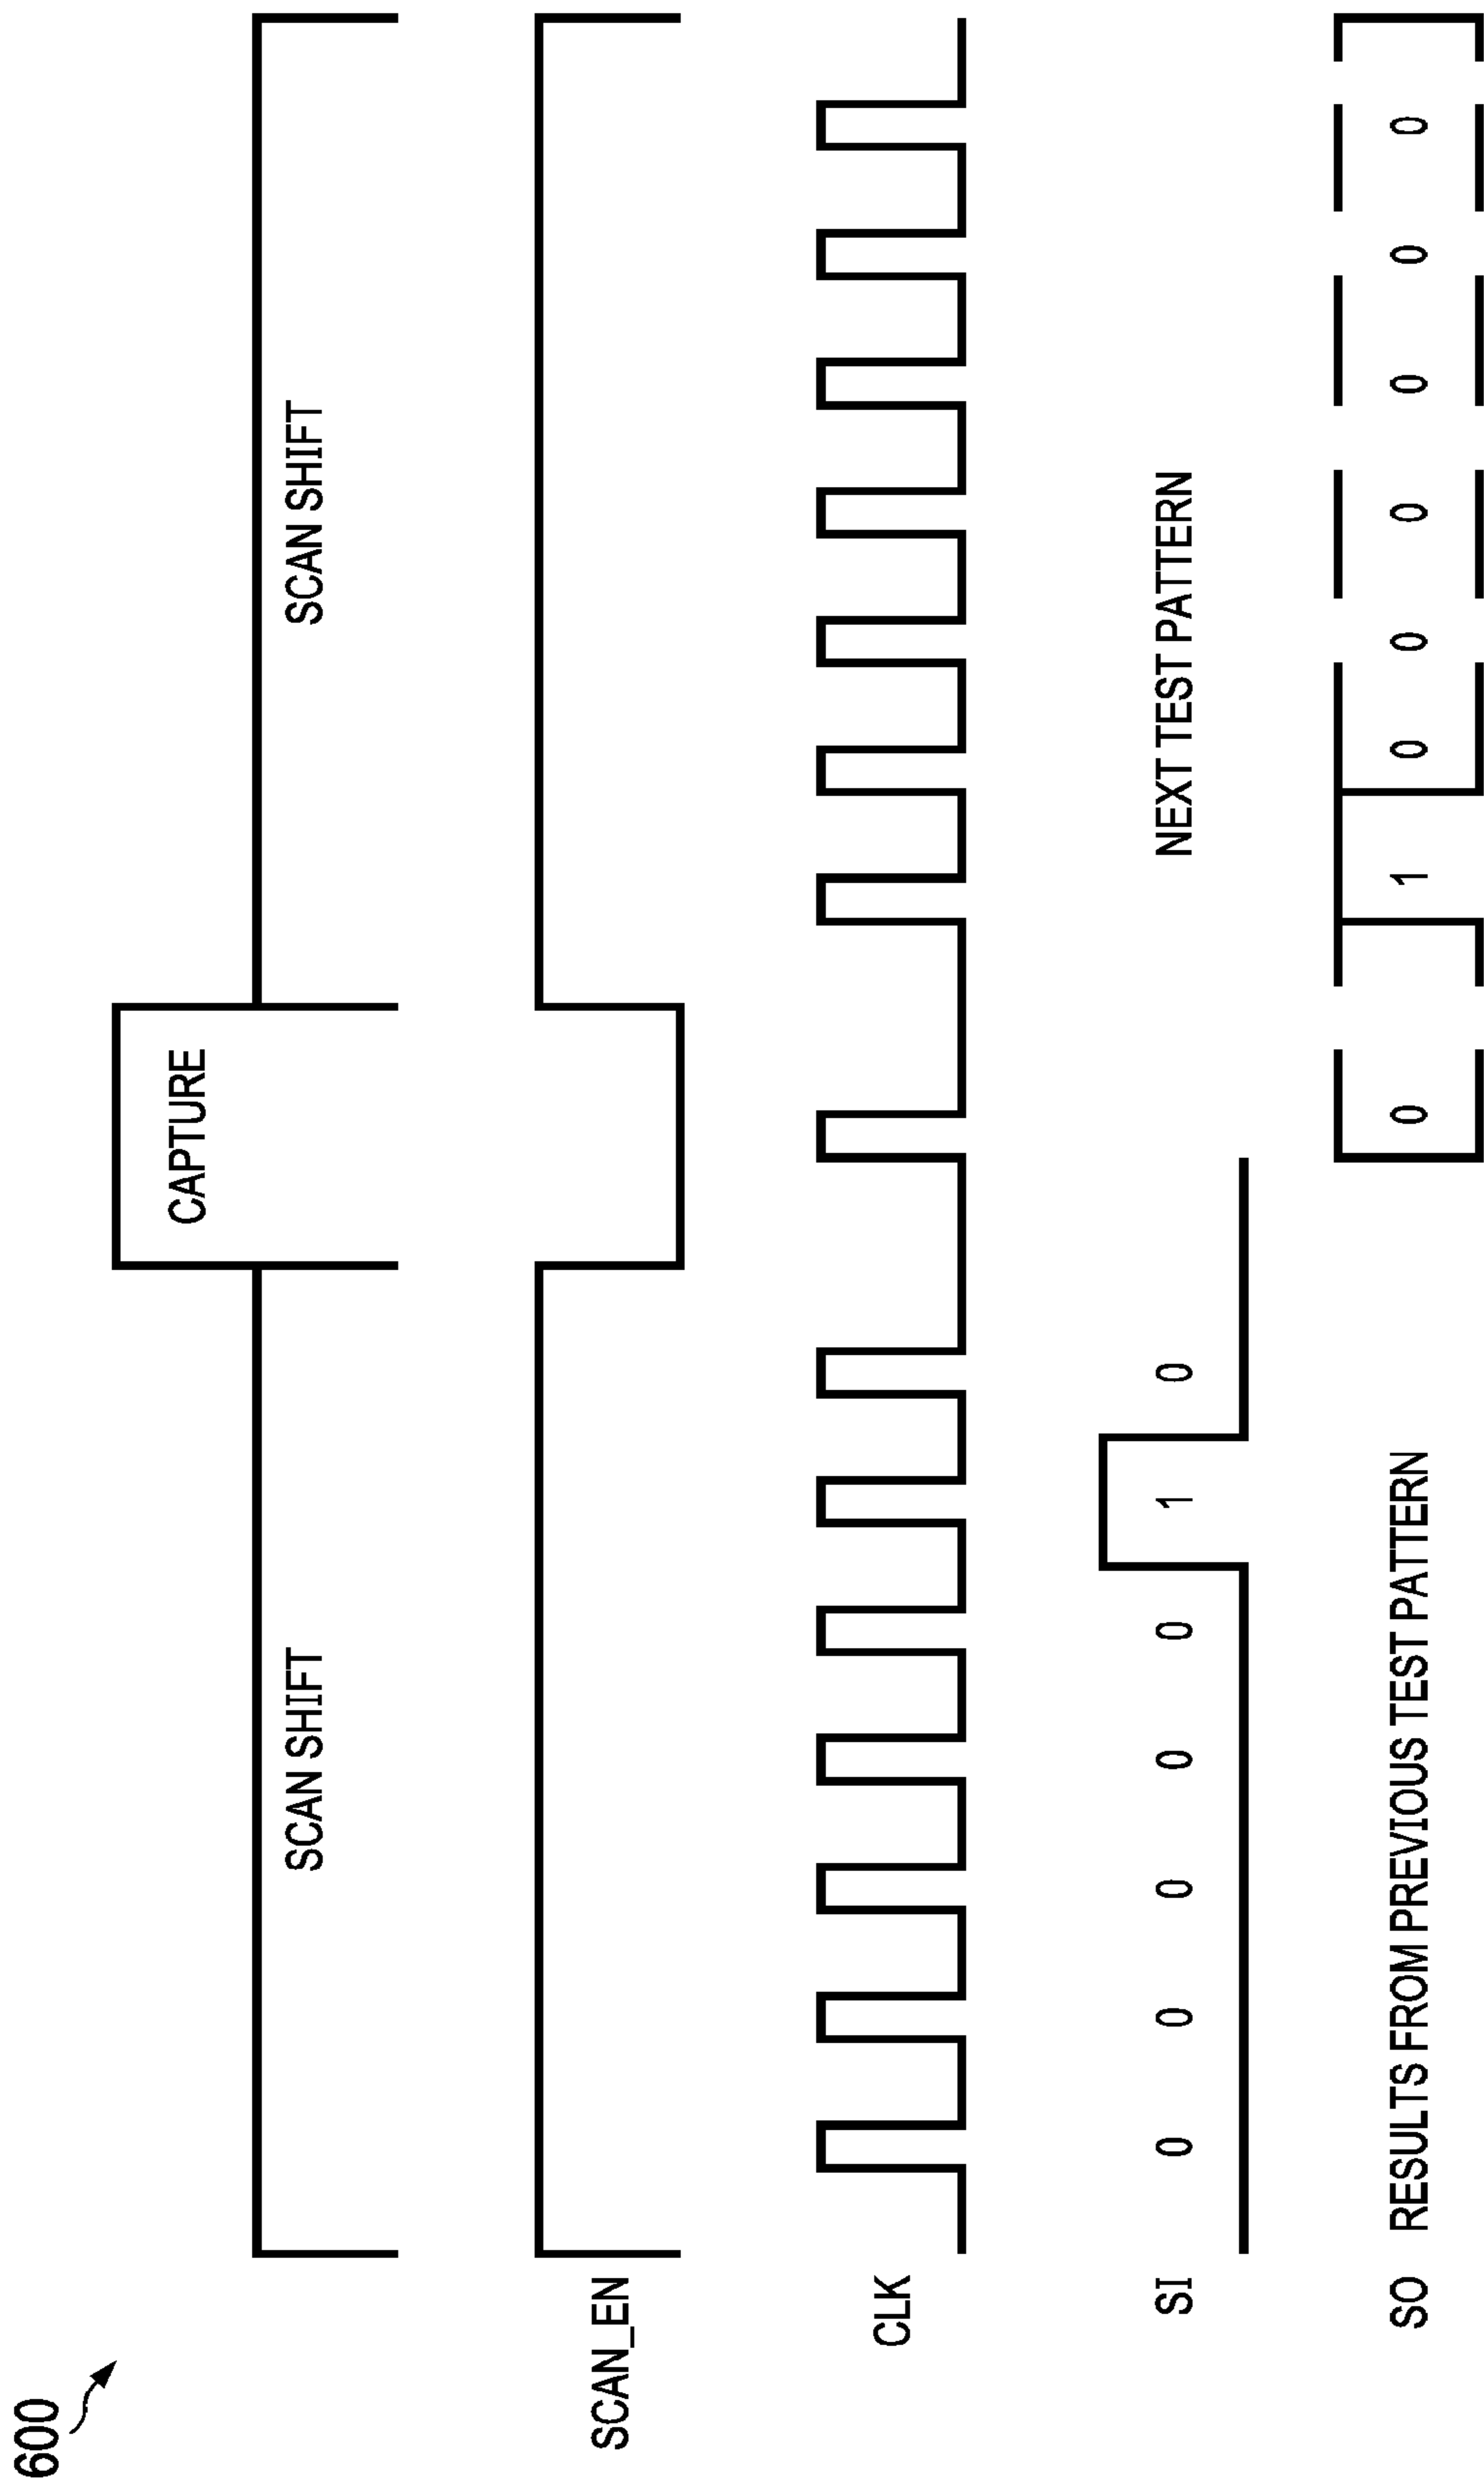 600
CAPTURE
SCAN SHIFT SCAN SHIFT
SCAN_EN
CLK
SI 0 0 0 0 0 1 0 NEXT TEST PATTERN
SO RESULTS FROM PREVIOUS TEST PATTERN 0 1 0 0 0 0 0 0